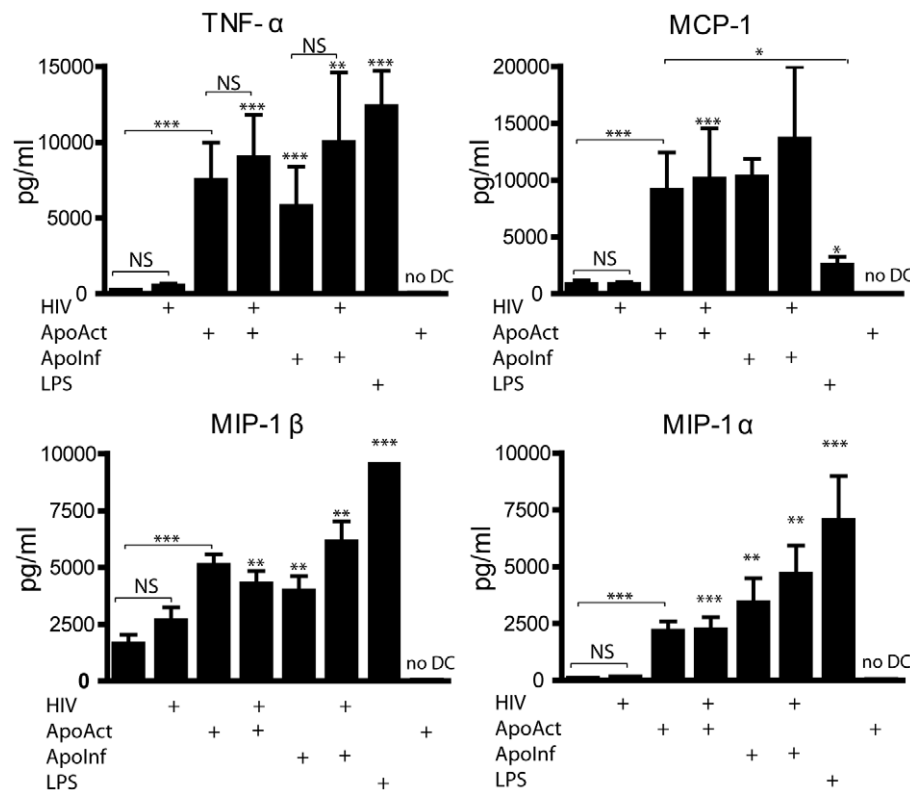 TNF- α
NS
NS
**
***
***
***
***
NS
15000
10000
5000
0
pg/ml
no DC
HIV + + +
ApoAct + + +
ApoInf + +
LPS +
MCP-1
*
***
***
NS
*
20000
15000
10000
5000
0
pg/ml
no DC
HIV + + +
ApoAct + + +
ApoInf + +
LPS +
MIP-1 β
***
***
**
**
**
NS
10000
7500
5000
2500
0
pg/ml
no DC
HIV + + +
ApoAct + + +
ApoInf + +
LPS +
MIP-1 α
***
**
**
***
***
NS
10000
7500
5000
2500
0
pg/ml
no DC
HIV + + +
ApoAct + + +
ApoInf + +
LPS +